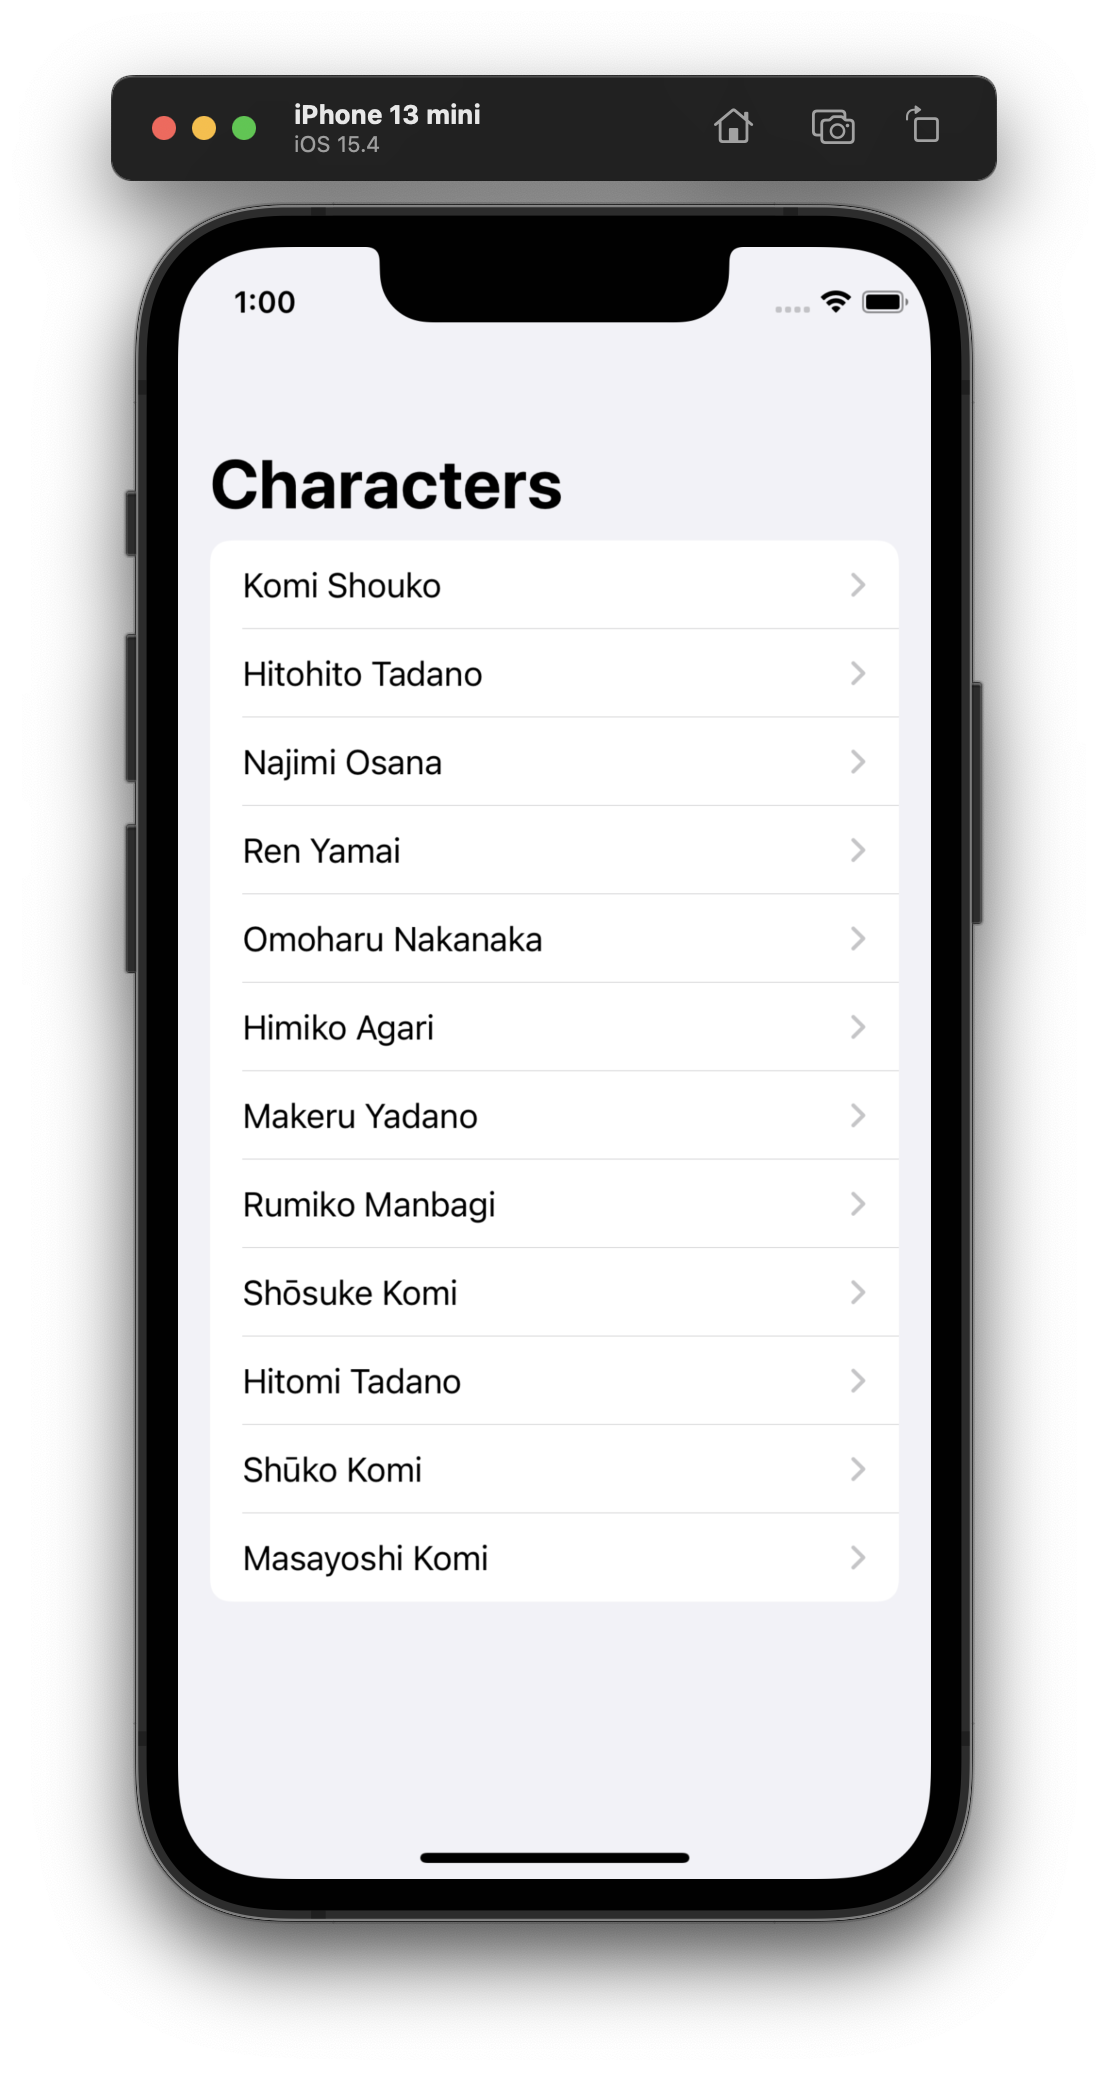 iPhone 13 mini
iOS 15.4
1:00
Characters
Komi Shouko
Hitohito Tadano
Najimi Osana
Ren Yamai
Omoharu Nakanaka
Himiko Agari
Makeru Yadano
Rumiko Manbagi
Shōsuke Komi
Hitomi Tadano
Shūko Komi
Masayoshi Komi